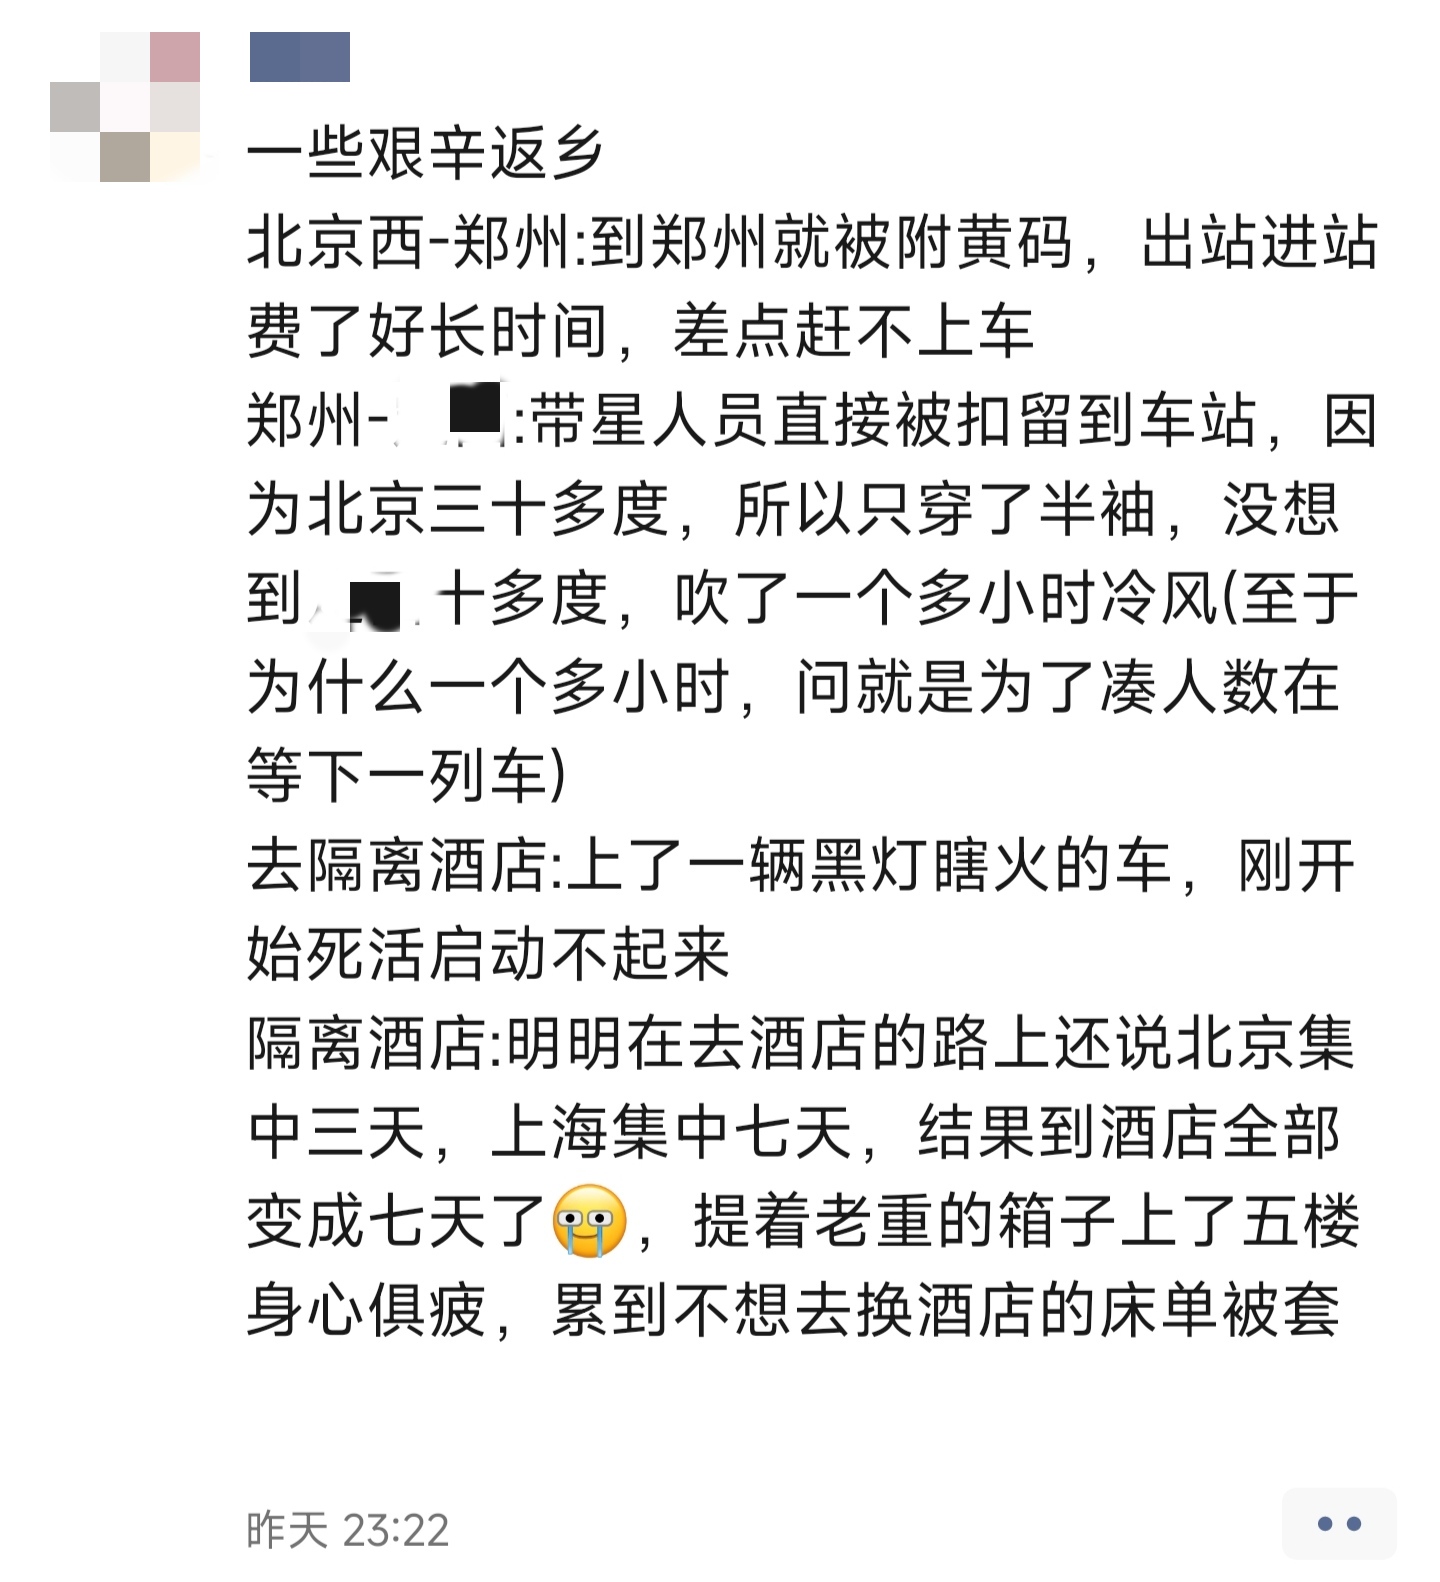 一些艰辛返乡
北京西-郑州:到郑州就被附黄码，出站进站
费了好长时间，差点赶不上车
郑州- :带星人员直接被扣留到车站，因
为北京三十多度，所以只穿了半袖，没想
到 十多度，吹了一个多小时冷风(至于
为什么一个多小时，问就是为了凑人数在
等下一列车)
去隔离酒店:上了一辆黑灯瞎火的车，刚开
始死活启动不起来
隔离酒店:明明在去酒店的路上还说北京集
中三天，上海集中七天，结果到酒店全部
变成七天了😭，提着老重的箱子上了五楼
身心俱疲，累到不想去换酒店的床单被套
昨天 23:22